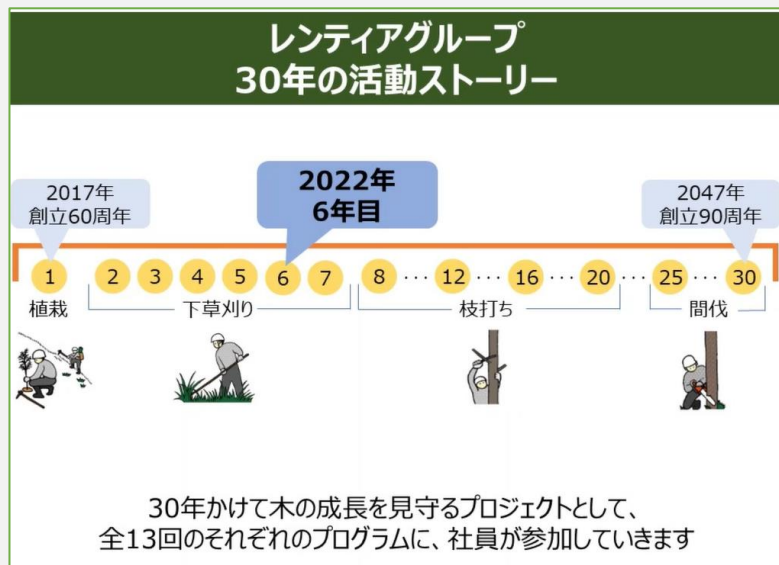 レンティアグループ
30年の活動ストーリー
2017年
創立60周年
2022年
6年目
2047年
創立90周年
1 2 3 4 5 6 7 8 ··· 12 ··· 16 ··· 20 ··· 25 ··· 30
植栽 下草刈り 枝打ち 間伐
30年かけて木の成長を見守るプロジェクトとして、
全13回のそれぞれのプログラムに、社員が参加していきます